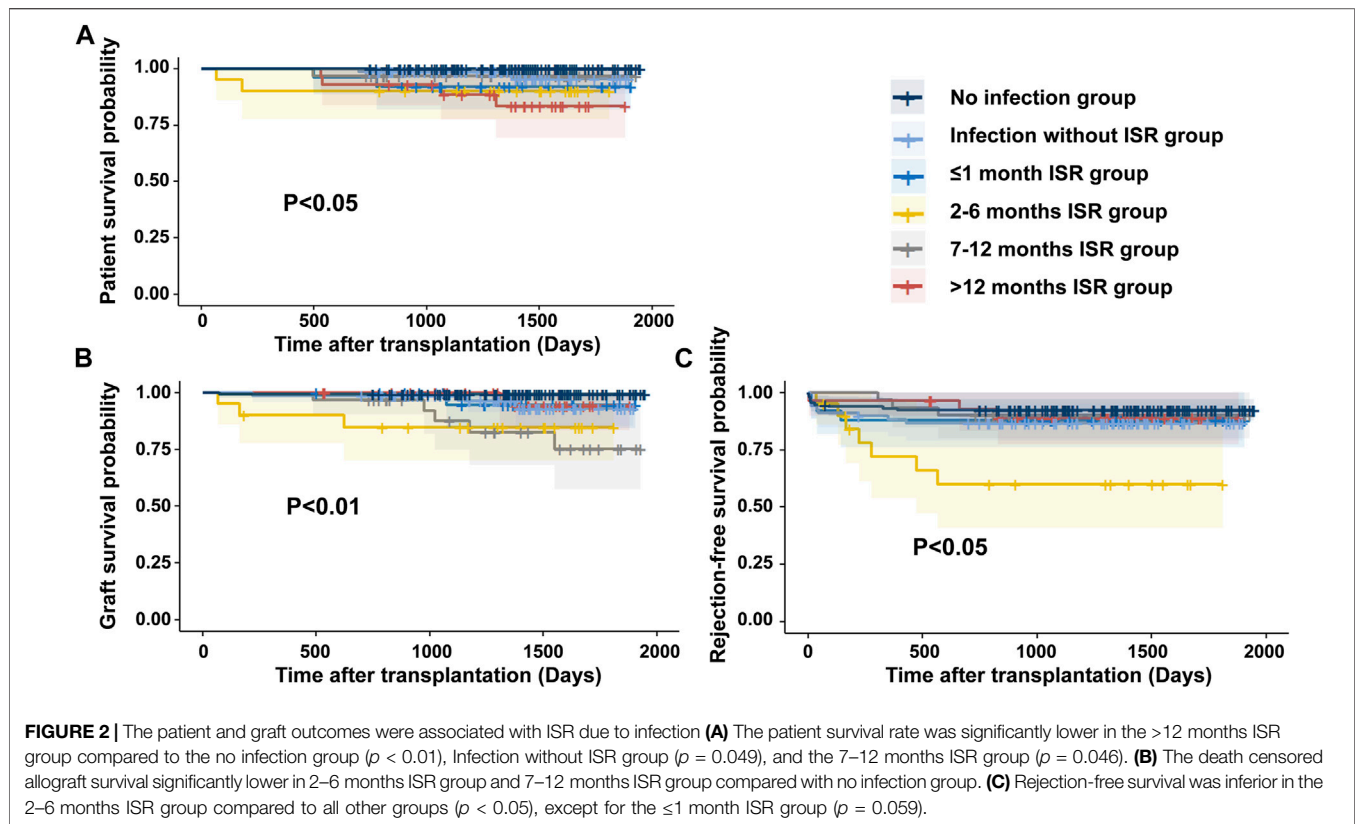 A
Patient survival probability
1.00
0.75
0.50
0.25
0.00
P<0.05
0 500 1000 1500 2000
Time after transplantation (Days)
No infection group
Infection without ISR group
≤1 month ISR group
2-6 months ISR group
7-12 months ISR group
>12 months ISR group
B
Graft survival probability
1.00
0.75
0.50
0.25
0.00
P<0.01
0 500 1000 1500 2000
Time after transplantation (Days)
C
Rejection-free survival probability
1.00
0.75
0.50
0.25
0.00
P<0.05
0 500 1000 1500 2000
Time after transplantation (Days)
FIGURE 2 | The patient and graft outcomes were associated with ISR due to infection (A) The patient survival rate was significantly lower in the >12 months ISR
group compared to the no infection group (p < 0.01), Infection without ISR group (p = 0.049), and the 7–12 months ISR group (p = 0.046). (B) The death censored
allograft survival significantly lower in 2–6 months ISR group and 7–12 months ISR group compared with no infection group. (C) Rejection-free survival was inferior in the
2–6 months ISR group compared to all other groups (p < 0.05), except for the ≤1 month ISR group (p = 0.059).